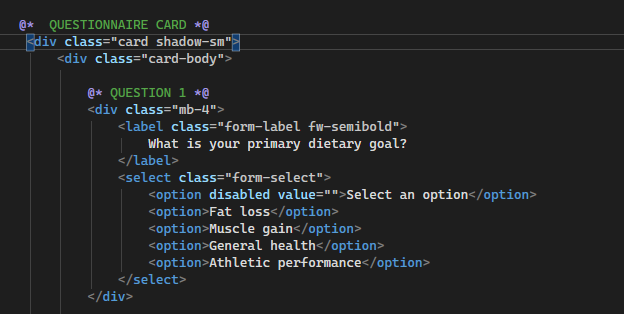 @*  QUESTIONNAIRE CARD *@
<div class="card shadow-sm">
<div class="card-body">
@* QUESTION 1 *@
<div class="mb-4">
<label class="form-label fw-semibold">
What is your primary dietary goal?
</label>
<select class="form-select">
<option disabled value="">Select an option</option>
<option>Fat loss</option>
<option>Muscle gain</option>
<option>General health</option>
<option>Athletic performance</option>
</select>
</div>